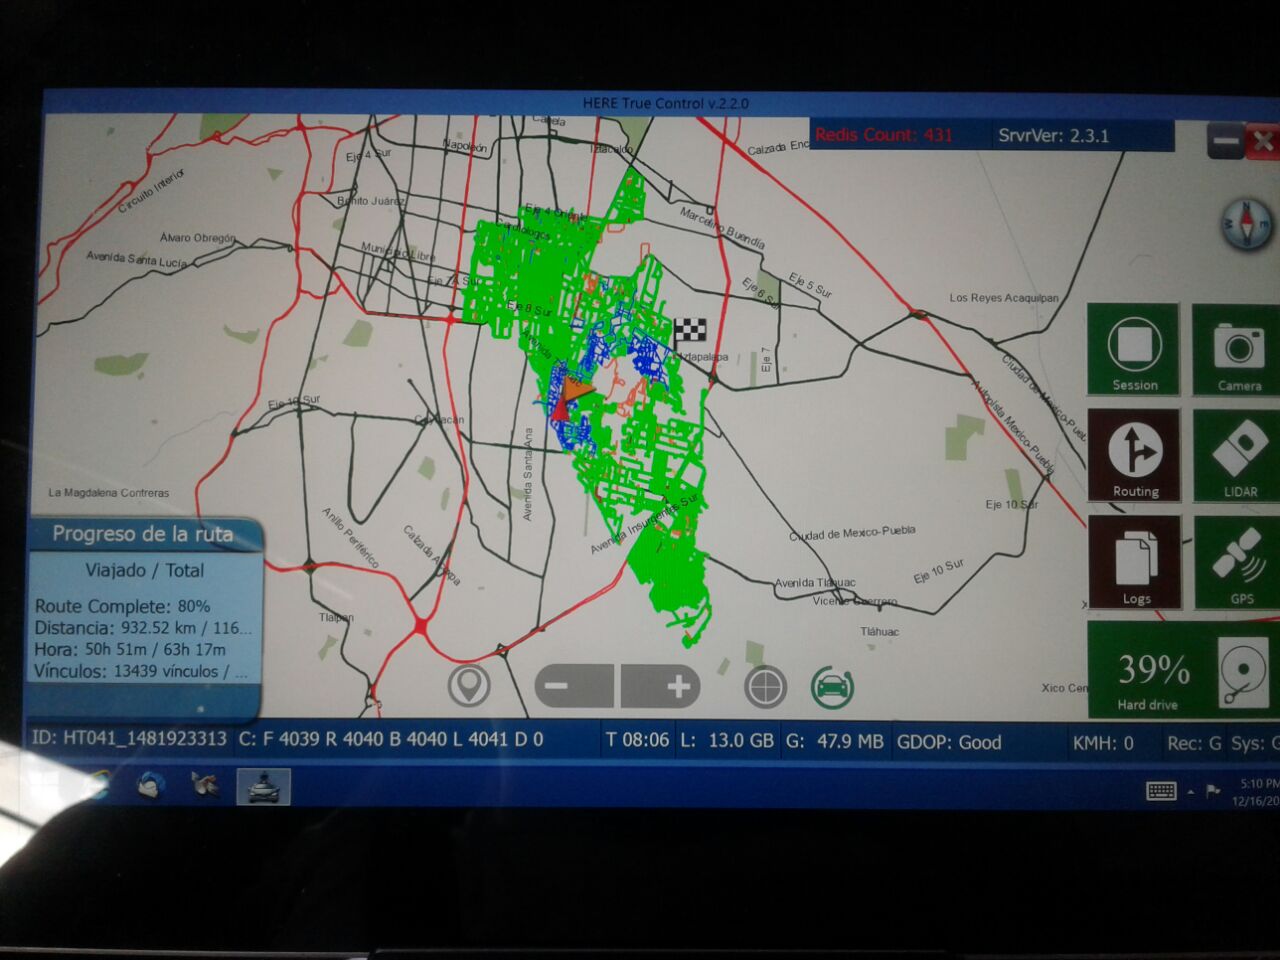 HERE True Control v.2.2.0
Redis Count: 431
SrvrVer: 2.3.1
Canela
Napoleón
Eje 4 Sur
Iztacalco
Calzada Enc
Circuito Interior
Benito Juárez
Eje 4 Oriente
Cardiologos
Marcelino Buendía
Álvaro Obregón
Municipio Libre
Avenida Santa Lucía
Eje 7A Sur
Eje 6 Sur
Eje 5 Sur
Los Reyes Acaquilpan
Eje 8 Sur
Iztapalapa
Eje 7
Ciudad de Mexico-Pueb
Autopista Mexico-Puebla
Eje 10 Sur
Coyoacán
Avenida Santa Ana
La Magdalena Contreras
Eje 10 Sur
Avenida Insurgentes Sur
Anillo Periférico
Calzada Acoxpa
Ciudad de Mexico-Puebla
Eje 10 Sur
Avenida Tláhuac
Vicente Guerrero
Tlalpan
Tláhuac
Xico Cen
Session
Camera
Routing
LIDAR
Logs
GPS
39%
Hard drive
Progreso de la ruta
Viajado / Total
Route Complete: 80%
Distancia: 932.52 km / 116...
Hora: 50h 51m / 63h 17m
Vínculos: 13439 vínculos / ...
ID: HT041_1481923313 C: F 4039 R 4040 B 4040 L 4041 D 0 T 08:06 L: 13.0 GB G: 47.9 MB GDOP: Good KMH: 0 Rec: G Sys: G
5:10 PM
12/16/20